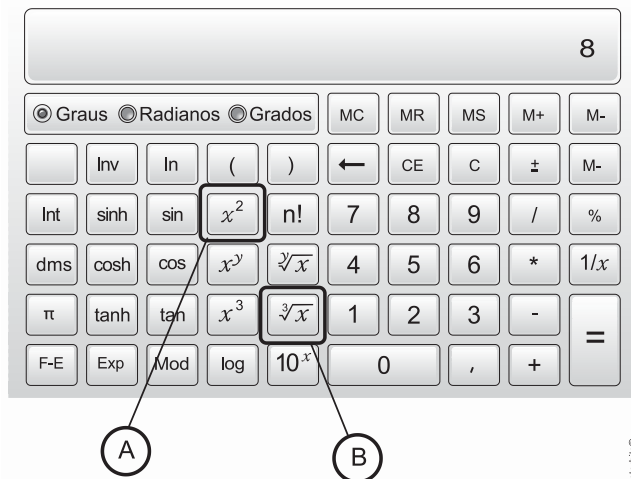 8
Graus Radianos Grados MC MR MS M+ M-
Inv ln ( ) ← CE C ± M-
Int sinh sin x² n! 7 8 9 / %
dms cosh cos xʸ ʸ√x 4 5 6 * 1/x
π tanh tan x³ ³√x 1 2 3 - =
F-E Exp Mod log 10ˣ 0 , +
A B